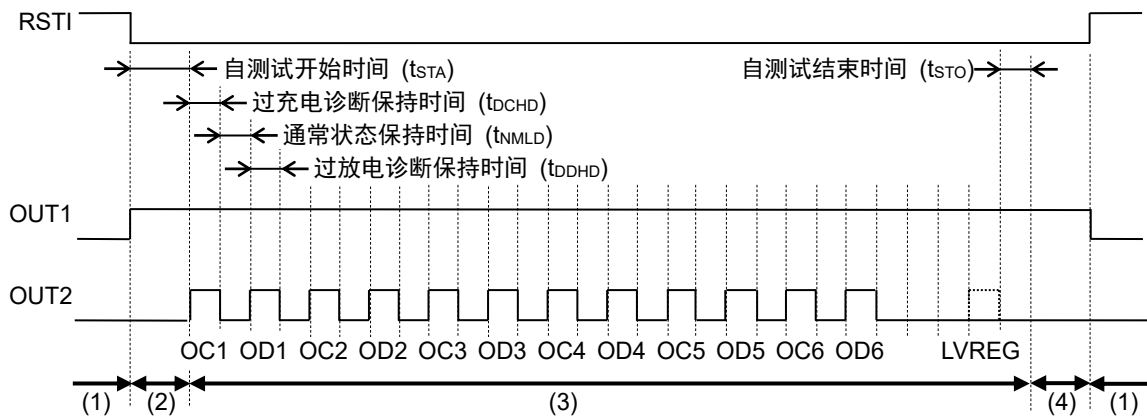 RSTI
自测试开始时间 (tSTA)
自测试结束时间 (tSTO)
过充电诊断保持时间 (tDCHD)
通常状态保持时间 (tNMLD)
过放电诊断保持时间 (tDDHD)
OUT1
OUT2
OC1 OD1 OC2 OD2 OC3 OD3 OC4 OD4 OC5 OD5 OC6 OD6 LVREG
(1) (2) (3) (4) (1)